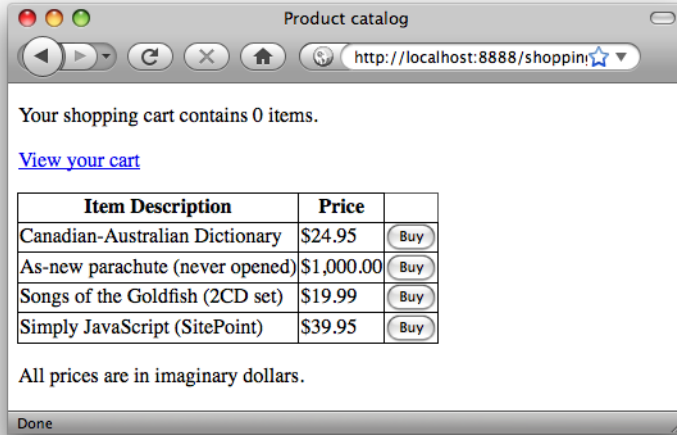 Product catalog
http://localhost:8888/shopping
Your shopping cart contains 0 items.
View your cart
Item Description Price
Canadian-Australian Dictionary $24.95 Buy
As-new parachute (never opened) $1,000.00 Buy
Songs of the Goldfish (2CD set) $19.99 Buy
Simply JavaScript (SitePoint) $39.95 Buy
All prices are in imaginary dollars.
Done